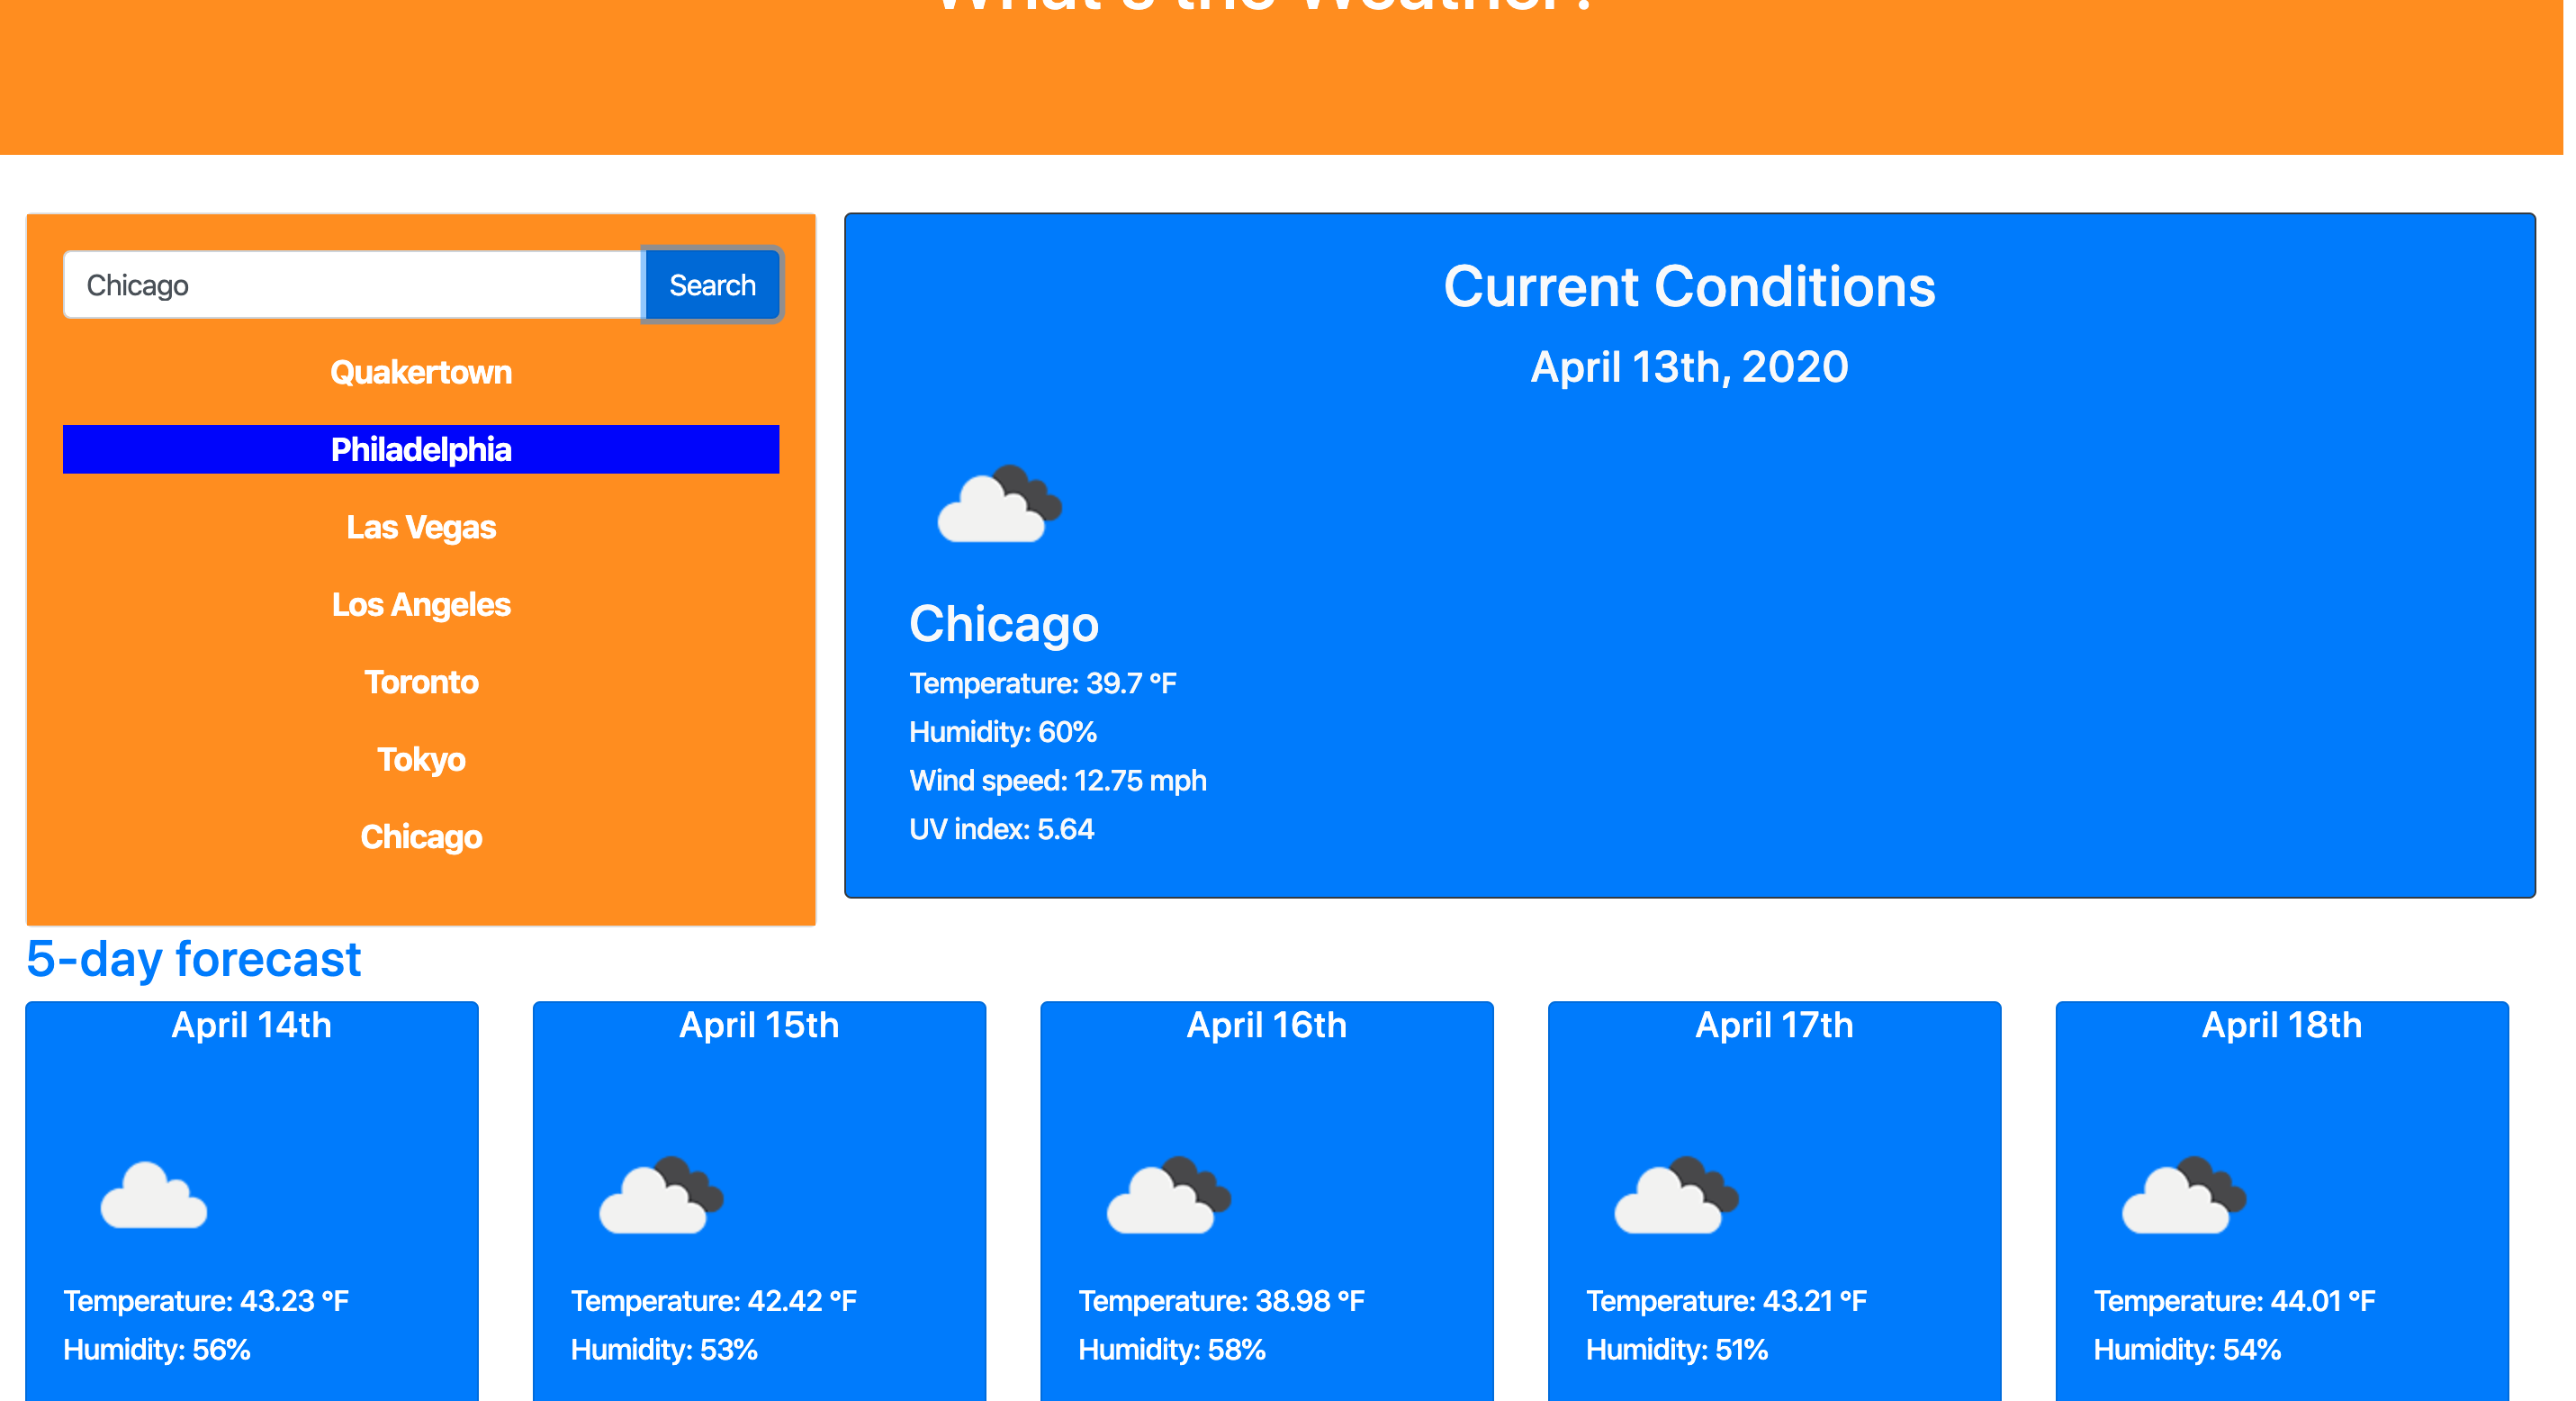 What's the Weather?
Chicago
Search
Quakertown
Philadelphia
Las Vegas
Los Angeles
Toronto
Tokyo
Chicago
Current Conditions
April 13th, 2020
Chicago
Temperature: 39.7 °F
Humidity: 60%
Wind speed: 12.75 mph
UV index: 5.64
5-day forecast
April 14th
Temperature: 43.23 °F
Humidity: 56%
April 15th
Temperature: 42.42 °F
Humidity: 53%
April 16th
Temperature: 38.98 °F
Humidity: 58%
April 17th
Temperature: 43.21 °F
Humidity: 51%
April 18th
Temperature: 44.01 °F
Humidity: 54%